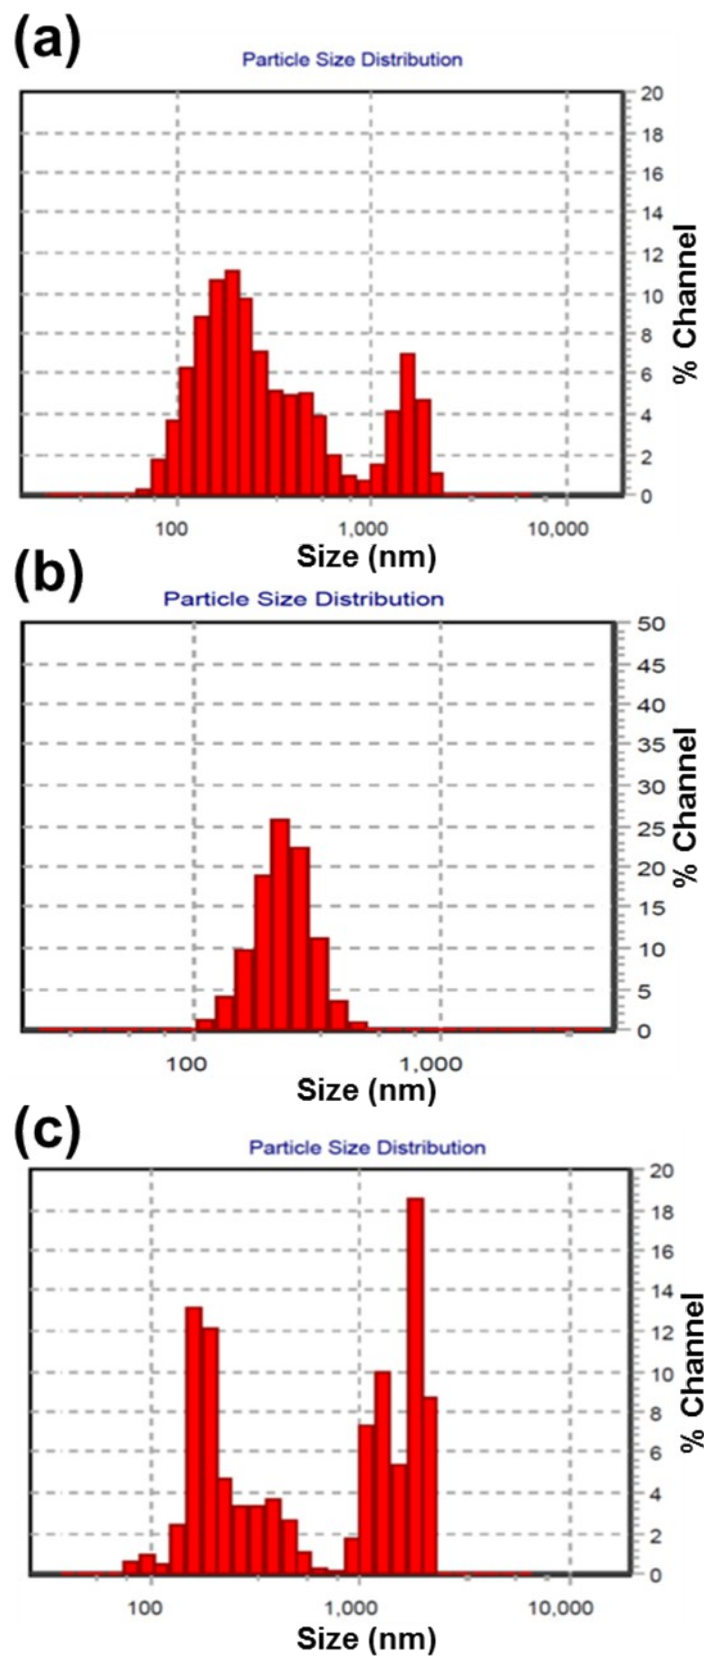 (a)
Particle Size Distribution
20
18
16
14
12
10
8
6
4
2
0
% Channel
100 1,000 10,000
Size (nm)
(b)
Particle Size Distribution
50
45
40
35
30
25
20
15
10
5
0
% Channel
100 1,000
Size (nm)
(c)
Particle Size Distribution
20
18
16
14
12
10
8
6
4
2
0
% Channel
100 1,000 10,000
Size (nm)